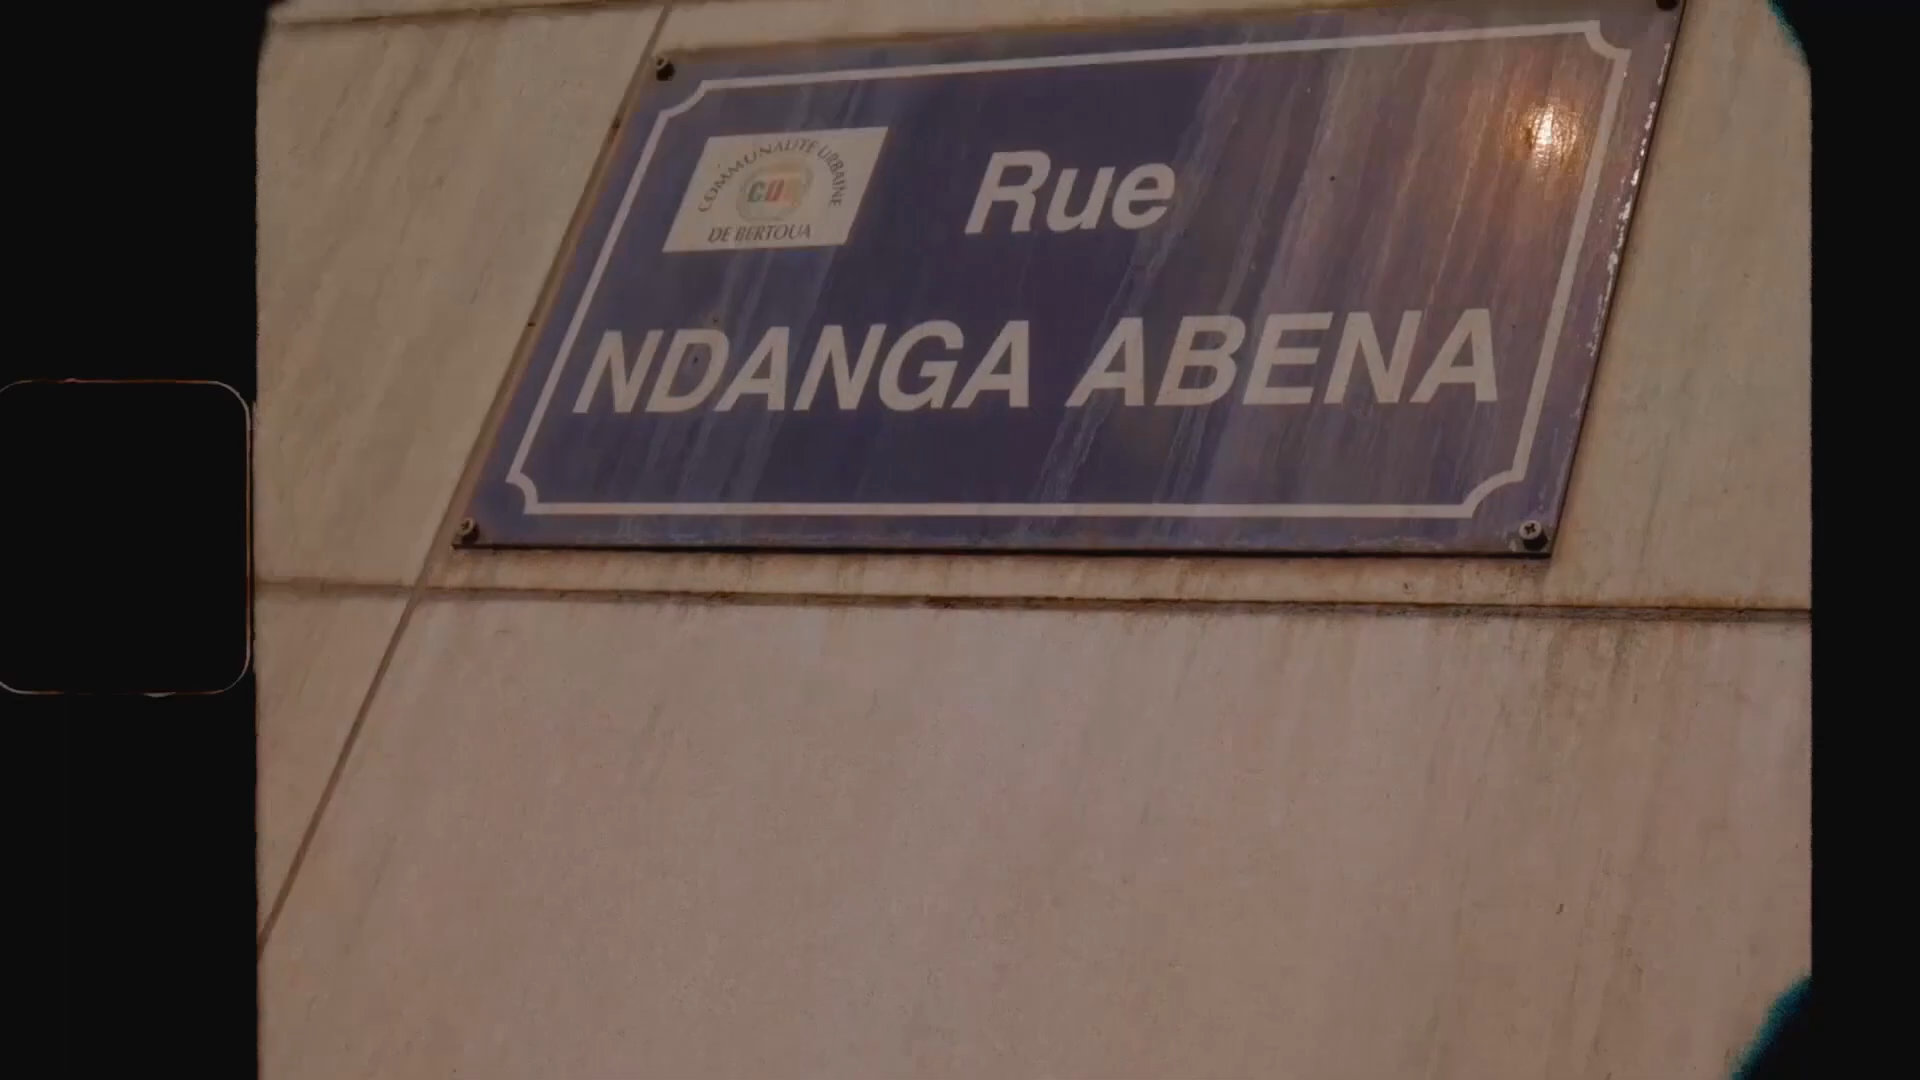 COMMUNAUTE URBAINE
CUB
DE BERTOUA
Rue
NDANGA ABENA